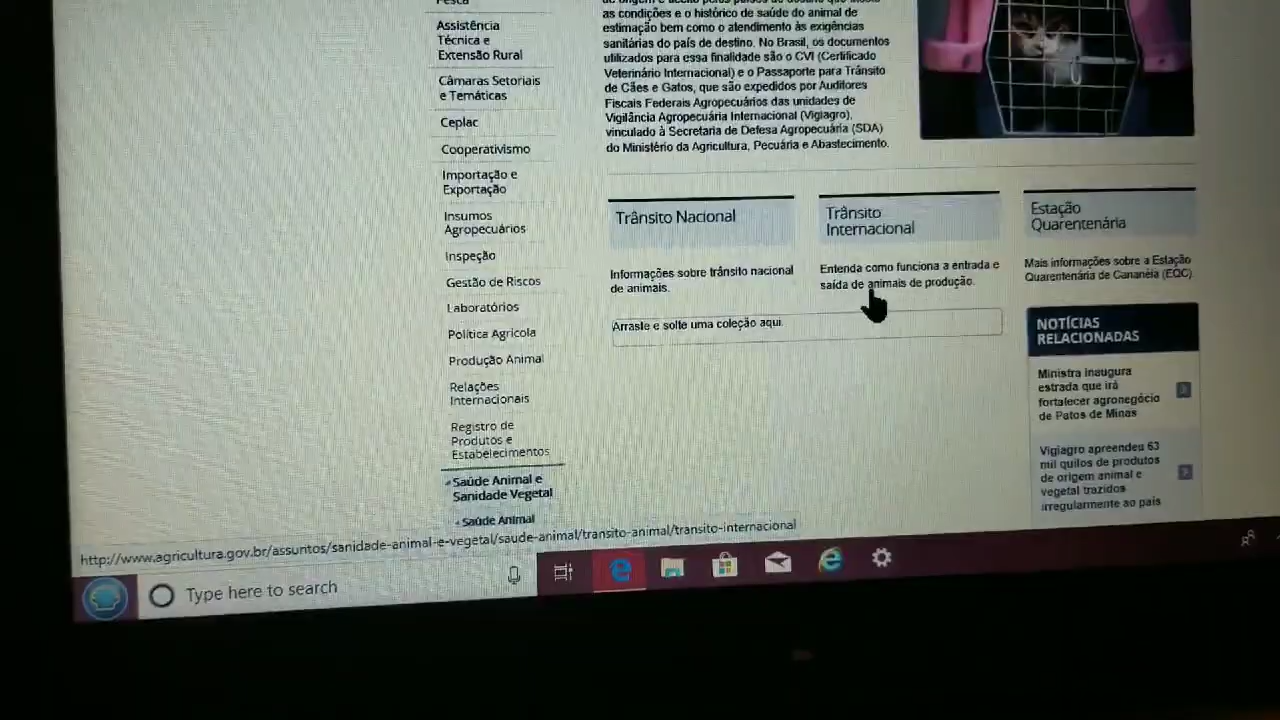 Pesca
Assistência
Técnica e
Extensão Rural
Câmaras Setoriais
e Temáticas
Ceplac
Cooperativismo
Importação e
Exportação
Insumos
Agropecuários
Inspeção
Gestão de Riscos
Laboratórios
Política Agrícola
Produção Animal
Relações
Internacionais
Registro de
Produtos e
Estabelecimentos
Saúde Animal e
Sanidade Vegetal
Saúde Animal
as condições e o histórico de saúde do animal de
estimação bem como o atendimento às exigências
sanitárias do país de destino. No Brasil, os documentos
utilizados para essa finalidade são o CVI (Certificado
Veterinário Internacional) e o Passaporte para Trânsito
de Cães e Gatos, que são expedidos por Auditores
Fiscais Federais Agropecuários das unidades de
Vigilância Agropecuária Internacional (Vigiagro),
vinculado à Secretaria de Defesa Agropecuária (SDA)
do Ministério da Agricultura, Pecuária e Abastecimento.
Trânsito Nacional
Informações sobre trânsito nacional
de animais.
Trânsito
Internacional
Entenda como funciona a entrada e
saída de animais de produção.
Arraste e solte uma coleção aqui.
Estação
Quarentenária
Mais informações sobre a Estação
Quarentenária de Cananéia (EQC)
NOTÍCIAS
RELACIONADAS
Ministra inaugura
estrada que irá
fortalecer agronegócio
de Patos de Minas
Vigiagro apreendeu 63
mil quilos de produtos
de origem animal e
vegetal trazidos
irregularmente ao país
http://www.agricultura.gov.br/assuntos/sanidade-animal-e-vegetal/saude-animal/transito-animal/transito-internacional
Type here to search